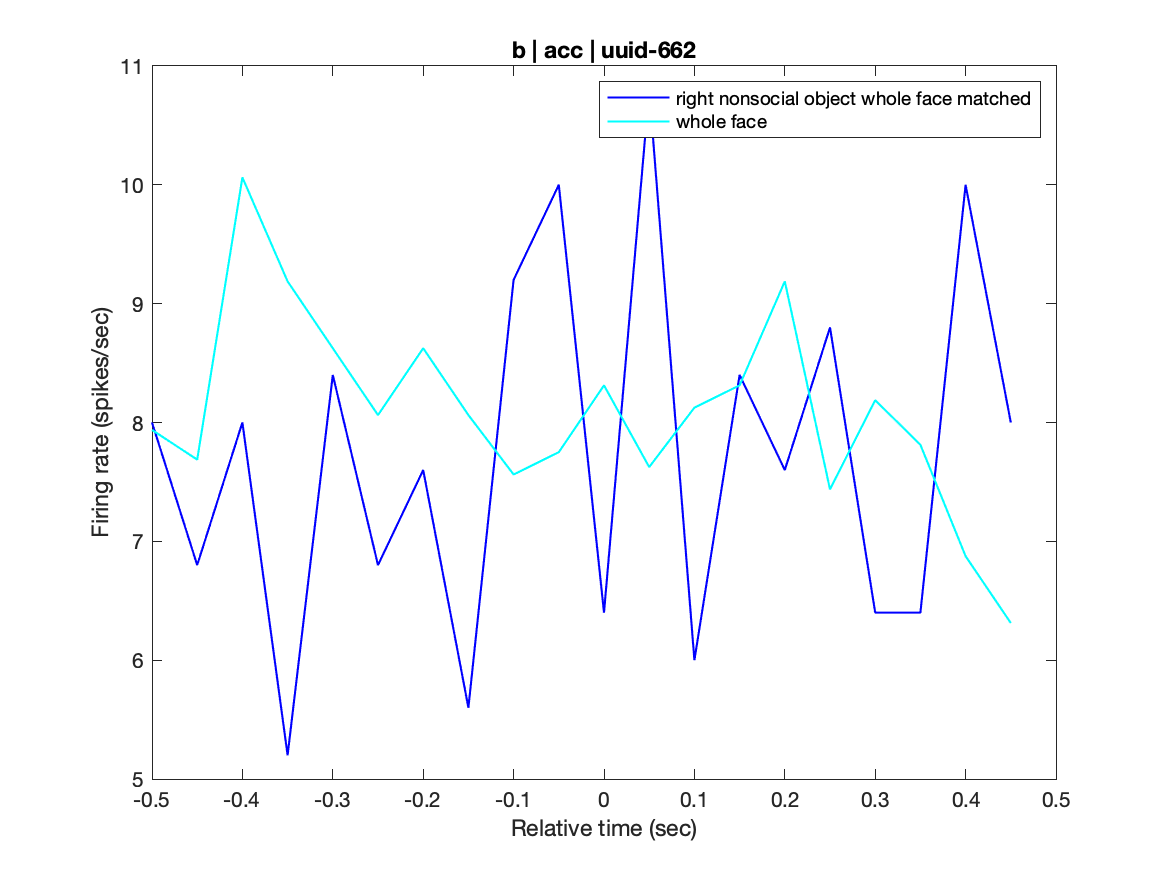 b | acc | uuid-662
right nonsocial object whole face matched
whole face
11
10
9
8
7
6
5
Firing rate (spikes/sec)
-0.5 -0.4 -0.3 -0.2 -0.1 0 0.1 0.2 0.3 0.4 0.5
Relative time (sec)